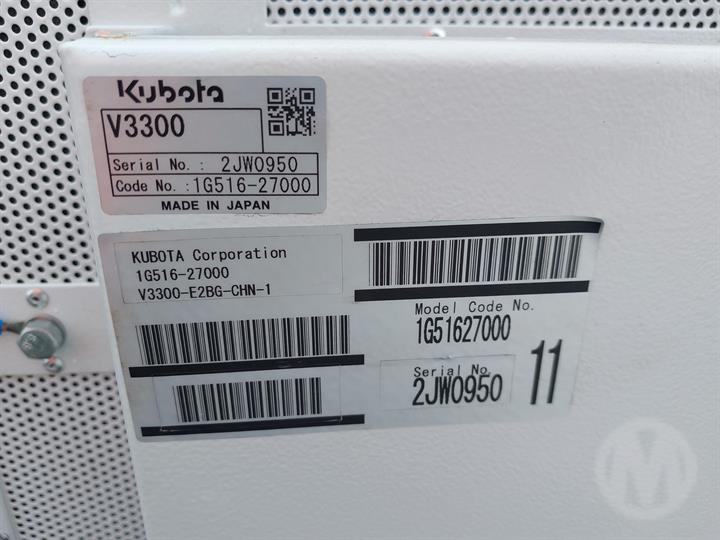 Kubota
V3300
Serial No. : 2JW0950
Code No. :1G516-27000
MADE IN JAPAN
KUBOTA Corporation
1G516-27000
V3300-E2BG-CHN-1
Model Code No.
1G51627000
Serial No.
2JW0950
11
M